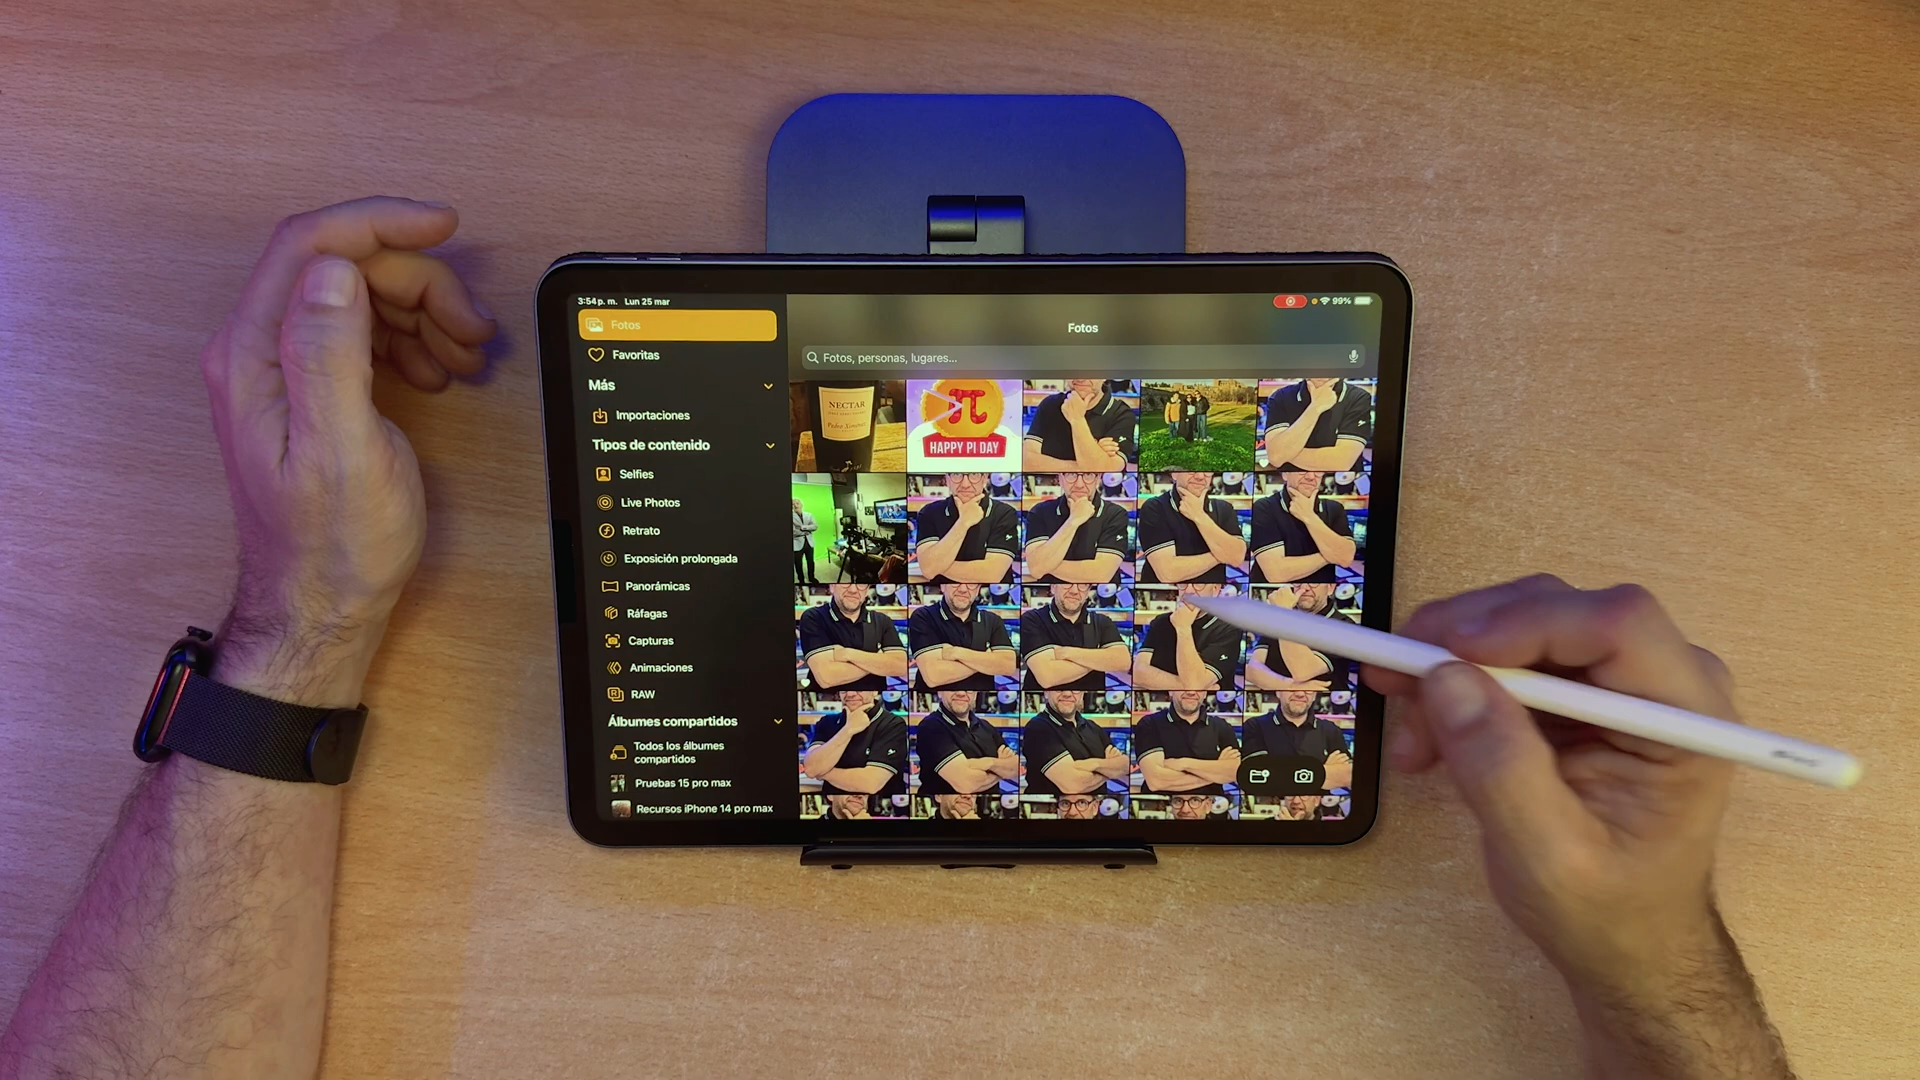 3:54 p. m. Lun 25 mar
99%
Fotos
Fotos
Favoritas
Fotos, personas, lugares...
Más
Importaciones
Tipos de contenido
Selfies
Live Photos
Retrato
Exposición prolongada
Panorámicas
Ráfagas
Capturas
Animaciones
RAW
Álbumes compartidos
Todos los álbumes
compartidos
Pruebas 15 pro max
Recursos iPhone 14 pro max
NECTAR
Pedro Ximenez
π
HAPPY PI DAY